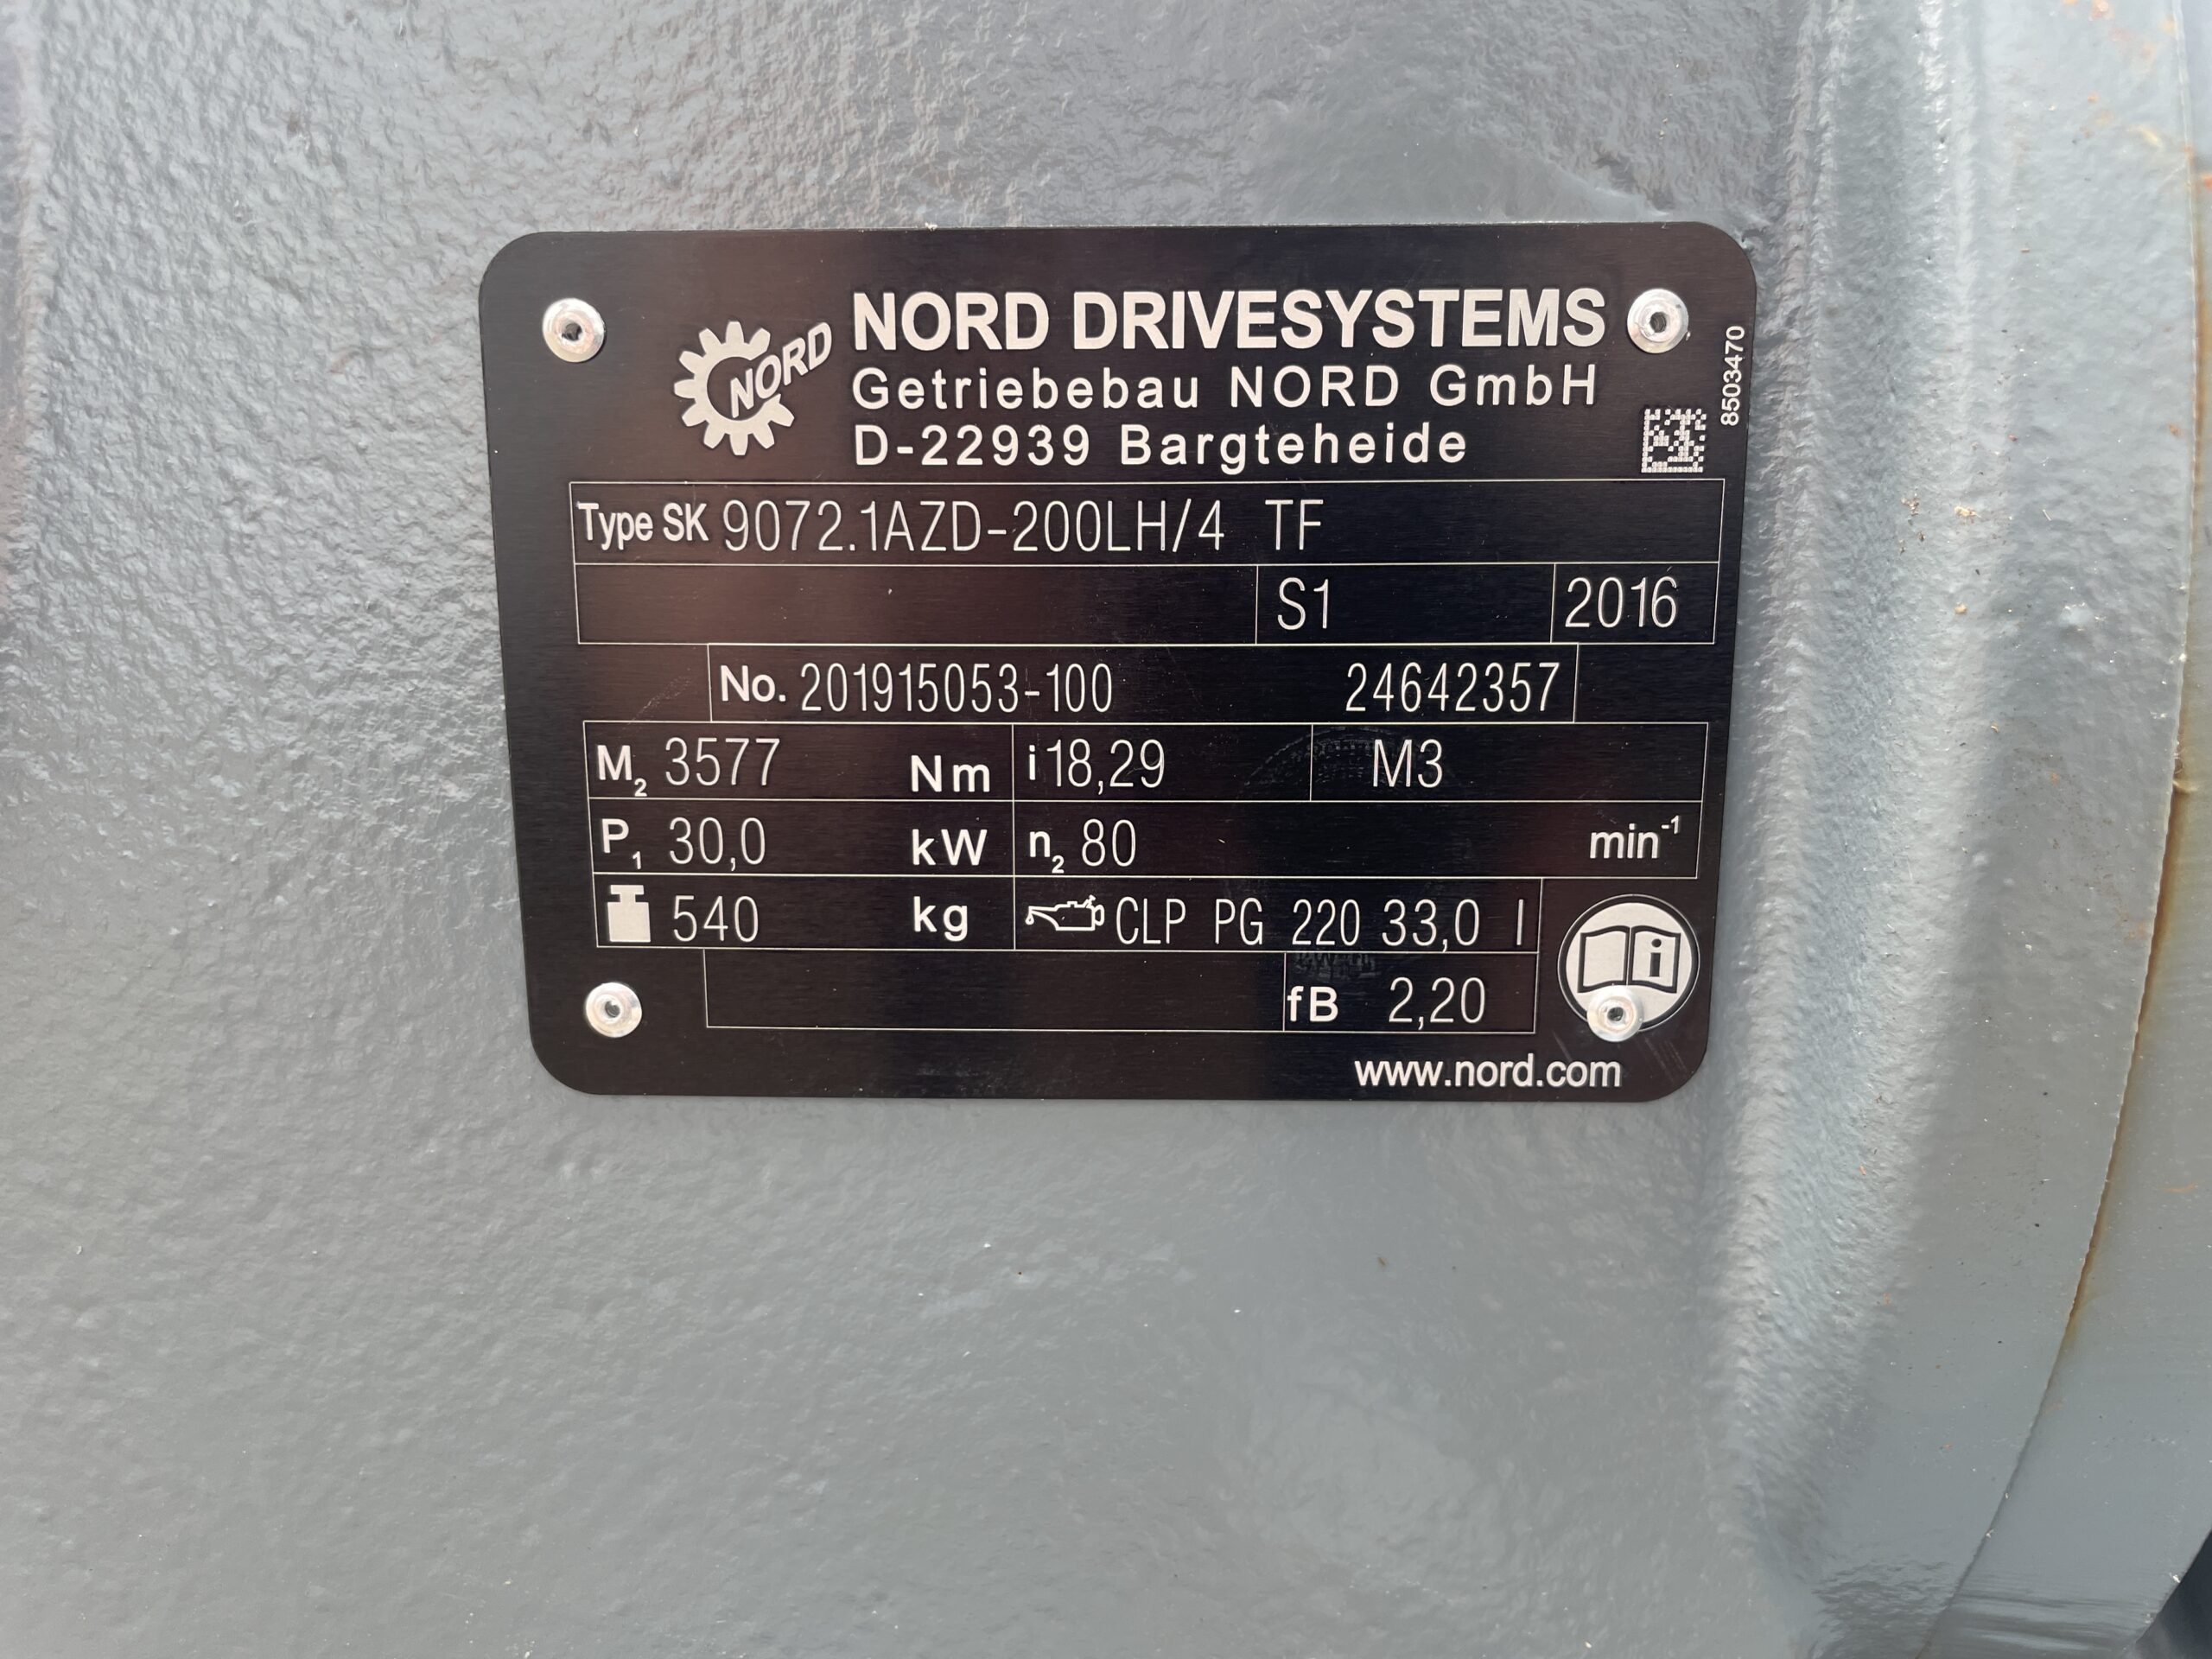 NORD
NORD DRIVESYSTEMS
Getriebebau NORD GmbH
D-22939 Bargteheide
8503470
Type SK 9072.1AZD-200LH/4 TF
S1 2016
No. 201915053-100 24642357
M₂ 3577 Nm i 18,29 M3
P₁ 30,0 kW n₂ 80 min⁻¹
540 kg CLP PG 220 33,0 l
fB 2,20
i
www.nord.com